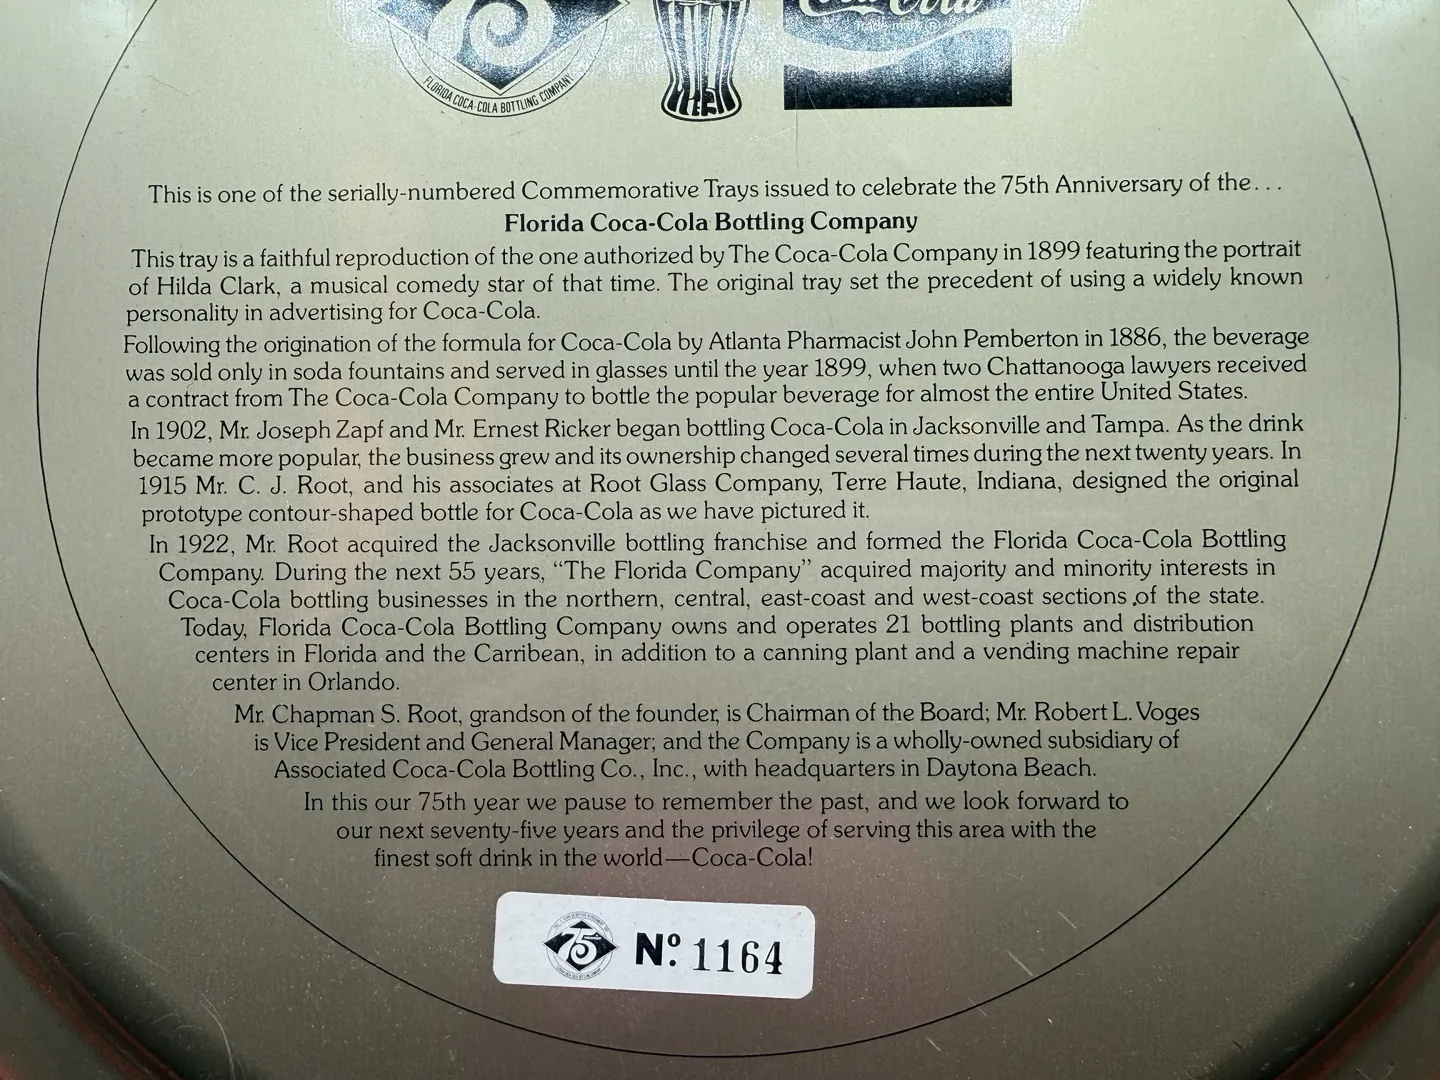 75
FLORIDA COCA-COLA BOTTLING COMPANY
Coca-Cola
Trade-mark ®
This is one of the serially-numbered Commemorative Trays issued to celebrate the 75th Anniversary of the...
Florida Coca-Cola Bottling Company
This tray is a faithful reproduction of the one authorized by The Coca-Cola Company in 1899 featuring the portrait
of Hilda Clark, a musical comedy star of that time. The original tray set the precedent of using a widely known
personality in advertising for Coca-Cola.
Following the origination of the formula for Coca-Cola by Atlanta Pharmacist John Pemberton in 1886, the beverage
was sold only in soda fountains and served in glasses until the year 1899, when two Chattanooga lawyers received
a contract from The Coca-Cola Company to bottle the popular beverage for almost the entire United States.
In 1902, Mr. Joseph Zapf and Mr. Ernest Ricker began bottling Coca-Cola in Jacksonville and Tampa. As the drink
became more popular, the business grew and its ownership changed several times during the next twenty years. In
1915 Mr. C. J. Root, and his associates at Root Glass Company, Terre Haute, Indiana, designed the original
prototype contour-shaped bottle for Coca-Cola as we have pictured it.
In 1922, Mr. Root acquired the Jacksonville bottling franchise and formed the Florida Coca-Cola Bottling
Company. During the next 55 years, “The Florida Company” acquired majority and minority interests in
Coca-Cola bottling businesses in the northern, central, east-coast and west-coast sections of the state.
Today, Florida Coca-Cola Bottling Company owns and operates 21 bottling plants and distribution
centers in Florida and the Carribean, in addition to a canning plant and a vending machine repair
center in Orlando.
Mr. Chapman S. Root, grandson of the founder, is Chairman of the Board; Mr. Robert L. Voges
is Vice President and General Manager; and the Company is a wholly-owned subsidiary of
Associated Coca-Cola Bottling Co., Inc., with headquarters in Daytona Beach.
In this our 75th year we pause to remember the past, and we look forward to
our next seventy-five years and the privilege of serving this area with the
finest soft drink in the world—Coca-Cola!
75 Nº. 1164